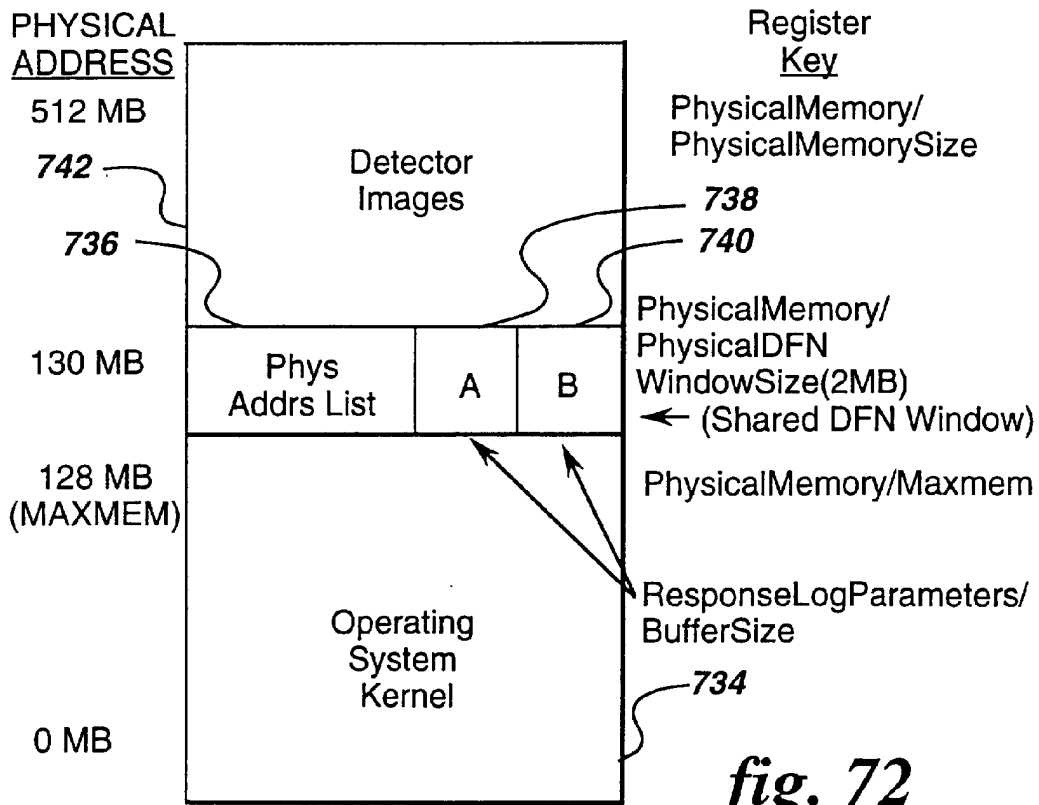 PHYSICAL
ADDRESS
512 MB
742
736
130 MB
128 MB
(MAXMEM)
0 MB
Detector
Images
Phys
Addrs List
A
B
Operating
System
Kernel
Register
Key
PhysicalMemory/
PhysicalMemorySize
738
740
PhysicalMemory/
PhysicalDFN
WindowSize(2MB)
(Shared DFN Window)
PhysicalMemory/Maxmem
ResponseLogParameters/
BufferSize
734
fig. 72